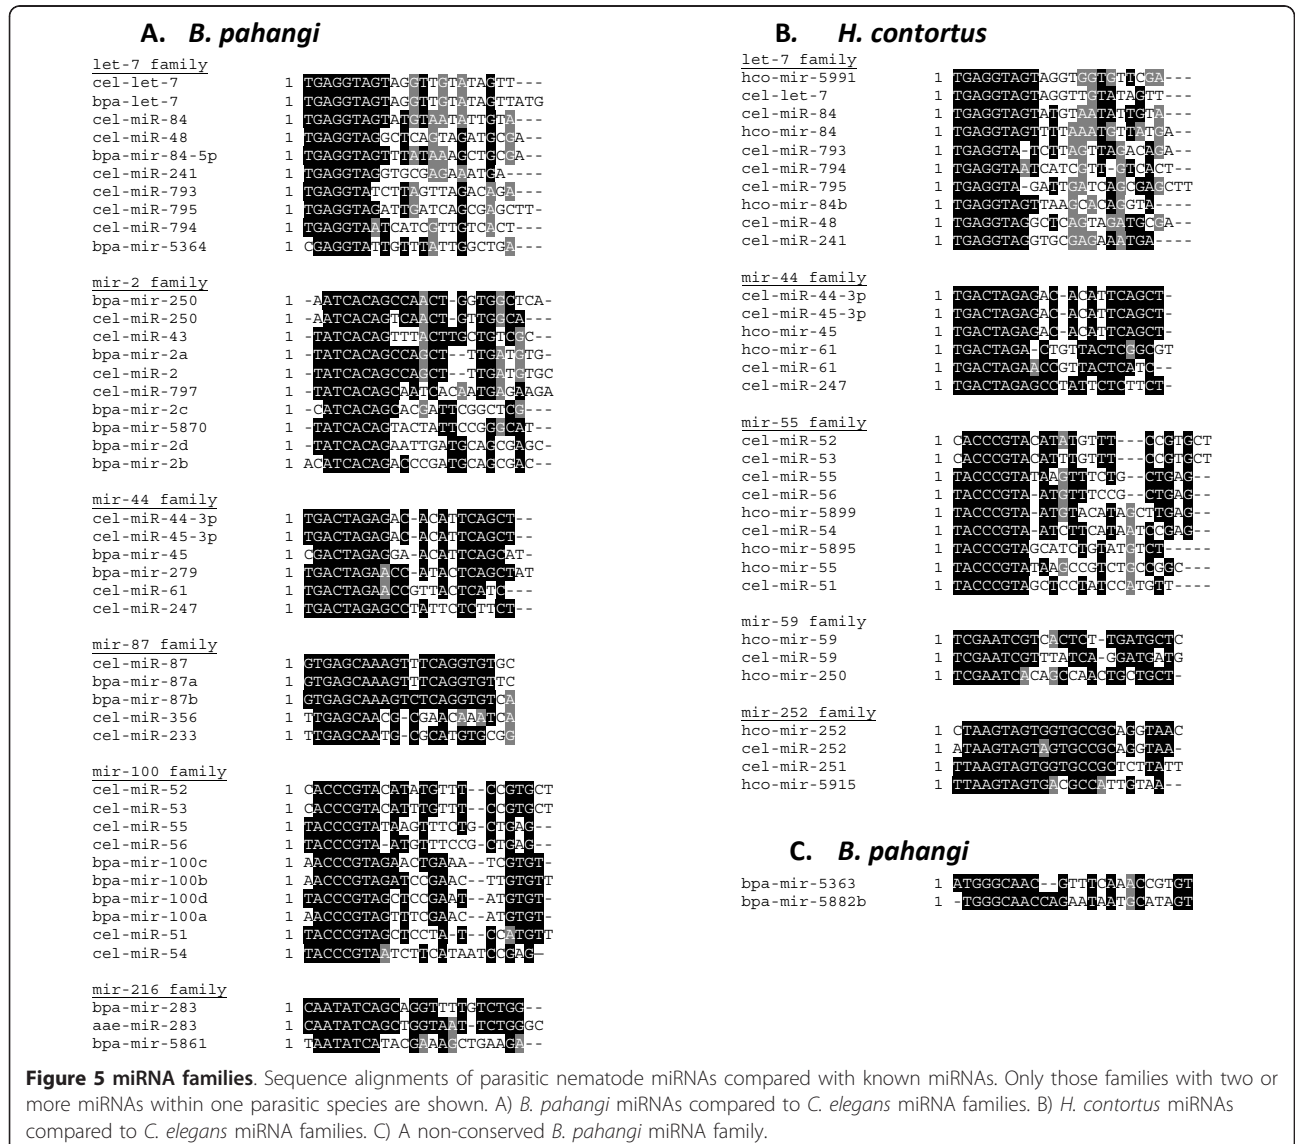 A. B. pahangi
let-7 family
cel-let-7 1 TGAGGTAGTAGGTTGTATAGTT---
bpa-let-7 1 TGAGGTAGTAGGTTGTATAGTTATG
cel-miR-84 1 TGAGGTAGTATGTAATATTGTA---
cel-miR-48 1 TGAGGTAGGCTCAGTAGATGCGA--
bpa-mir-84-5p 1 TGAGGTAGTTTATAAAGCTGCGA--
cel-miR-241 1 TGAGGTAGGTGCGAGAAATGA----
cel-miR-793 1 TGAGGTATCTTAGTTAGACAGA---
cel-miR-795 1 TGAGGTAGATTGATCAGCGAGCTT-
cel-miR-794 1 TGAGGTAATCATCGTTGTCACT---
bpa-mir-5364 1 CGAGGTATTGTTTATTGGCTGA---
mir-2 family
bpa-mir-250 1 -AATCACAGCCAACT-GGTGGCTCA-
cel-miR-250 1 -AATCACAGTCAACT-GTTGGCA---
cel-miR-43 1 -TATCACAGTTTACTTGCTGTCGC--
bpa-mir-2a 1 -TATCACAGCCAGCT--TTGATGTG-
cel-miR-2 1 -TATCACAGCCAGCT--TTGATGTGC
cel-miR-797 1 -TATCACAGCAATCACAATGAGAAGA
bpa-mir-2c 1 -CATCACAGCACGATTCGGCTCG---
bpa-mir-5870 1 -TATCACAGTACTATTCCGGGCAT--
bpa-mir-2d 1 -TATCACAGAATTGATGCAGCGAGC-
bpa-mir-2b 1 ACATCACAGACCCGATGCAGCGAC--
mir-44 family
cel-miR-44-3p 1 TGACTAGAGAC-ACATTCAGCT--
cel-miR-45-3p 1 TGACTAGAGAC-ACATTCAGCT--
bpa-mir-45 1 CGACTAGAGGA-ACATTCAGCAT-
bpa-mir-279 1 TGACTAGAACC-ATACTCAGCTAT
cel-miR-61 1 TGACTAGAACCGTTACTCATC---
cel-miR-247 1 TGACTAGAGCCTATTCTCTTCT--
mir-87 family
cel-miR-87 1 GTGAGCAAAGTTTCAGGTGTGC
bpa-mir-87a 1 GTGAGCAAAGTTTCAGGTGTTC
bpa-mir-87b 1 GTGAGCAAAGTCTCAGGTGTCA
cel-miR-356 1 TTGAGCAACG-CGAACAAATCA
cel-miR-233 1 TTGAGCAATG-CGCATGTGCGG
mir-100 family
cel-miR-52 1 CACCCGTACATATGTTT--CCGTGCT
cel-miR-53 1 CACCCGTACATTTGTTT--CCGTGCT
cel-miR-55 1 TACCCGTATAAGTTTCTG-CTGAG--
cel-miR-56 1 TACCCGTA-ATGTTTCCG-CTGAG--
bpa-mir-100c 1 AACCCGTAGAACTGAAA--TCGTGT-
bpa-mir-100b 1 AACCCGTAGATCCGAAC--TTGTGTT
bpa-mir-100d 1 TACCCGTAGCTCCGAAT--ATGTGT-
bpa-mir-100a 1 AACCCGTAGTTTCGAAC--ATGTGT-
cel-miR-51 1 TACCCGTAGCTCCTA-T--CCATGTT
cel-miR-54 1 TACCCGTAATCTTCATAATCCGAG–
mir-216 family
bpa-mir-283 1 CAATATCAGCAGGTTTTGTCTGG--
aae-miR-283 1 CAATATCAGCTGGTAAT-TCTGGGC
bpa-mir-5861 1 TAATATCATACGAAAGCTGAAGA--
B. H. contortus
let-7 family
hco-mir-5991 1 TGAGGTAGTAGGTGGTGTTCGA---
cel-let-7 1 TGAGGTAGTAGGTTGTATAGTT---
cel-miR-84 1 TGAGGTAGTATGTAATATTGTA---
hco-mir-84 1 TGAGGTAGTTTTTAAATGTTATGA--
cel-miR-793 1 TGAGGTA-TCTTAGTTAGACAGA--
cel-miR-794 1 TGAGGTAATCATCGTT-GTCACT--
cel-miR-795 1 TGAGGTA-GATTGATCAGCGAGCTT
hco-mir-84b 1 TGAGGTAGTTAAGCACAGGTA----
cel-miR-48 1 TGAGGTAGGCTCAGTAGATGCGA--
cel-miR-241 1 TGAGGTAGGTGCGAGAAATGA----
mir-44 family
cel-miR-44-3p 1 TGACTAGAGAC-ACATTCAGCT-
cel-miR-45-3p 1 TGACTAGAGAC-ACATTCAGCT-
hco-mir-45 1 TGACTAGAGAC-ACATTCAGCT-
hco-mir-61 1 TGACTAGA-CTGTTACTCGGCGT
cel-miR-61 1 TGACTAGAACCGTTACTCATC--
cel-miR-247 1 TGACTAGAGCCTATTCTCTTCT-
mir-55 family
cel-miR-52 1 CACCCGTACATATGTTT---CCGTGCT
cel-miR-53 1 CACCCGTACATTTGTTT---CCGTGCT
cel-miR-55 1 TACCCGTATAAGTTTCTG--CTGAG--
cel-miR-56 1 TACCCGTA-ATGTTTCCG--CTGAG--
hco-mir-5899 1 TACCCGTA-ATGTACATAGCTTGAG--
cel-miR-54 1 TACCCGTA-ATCTTCATAATCCGAG--
hco-mir-5895 1 TACCCGTAGCATCTGTATGTCT-----
hco-mir-55 1 TACCCGTATAAGCCGTCTGCCGGC---
cel-miR-51 1 TACCCGTAGCTCCTATCCATGTT----
mir-59 family
hco-mir-59 1 TCGAATCGTCACTCT-TGATGCTC
cel-miR-59 1 TCGAATCGTTTATCA-GGATGATG
hco-mir-250 1 TCGAATCACAGCCAACTGCTGCT-
mir-252 family
hco-mir-252 1 CTAAGTAGTGGTGCCGCAGGTAAC
cel-miR-252 1 ATAAGTAGTAGTGCCGCAGGTAA-
cel-miR-251 1 TTAAGTAGTGGTGCCGCTCTTATT
hco-mir-5915 1 TTAAGTAGTGACGCCATTGTAA--
C. B. pahangi
bpa-mir-5363 1 ATGGGCAAC--GTTTCAAACCGTGT
bpa-mir-5882b 1 -TGGGCAACCAGAATAATGCATAGT
Figure 5 miRNA families. Sequence alignments of parasitic nematode miRNAs compared with known miRNAs. Only those families with two or
more miRNAs within one parasitic species are shown. A) B. pahangi miRNAs compared to C. elegans miRNA families. B) H. contortus miRNAs
compared to C. elegans miRNA families. C) A non-conserved B. pahangi miRNA family.